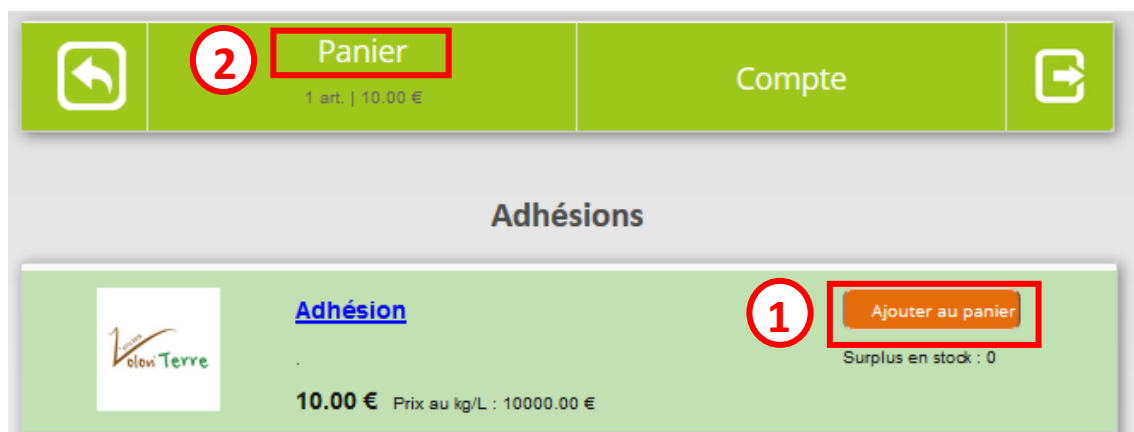 2
Panier
1 art. | 10.00 €
Compte
Adhésions
Volon'Terre
Adhésion
.
10.00 € Prix au kg/L : 10000.00 €
1
Ajouter au panier
Surplus en stock : 0